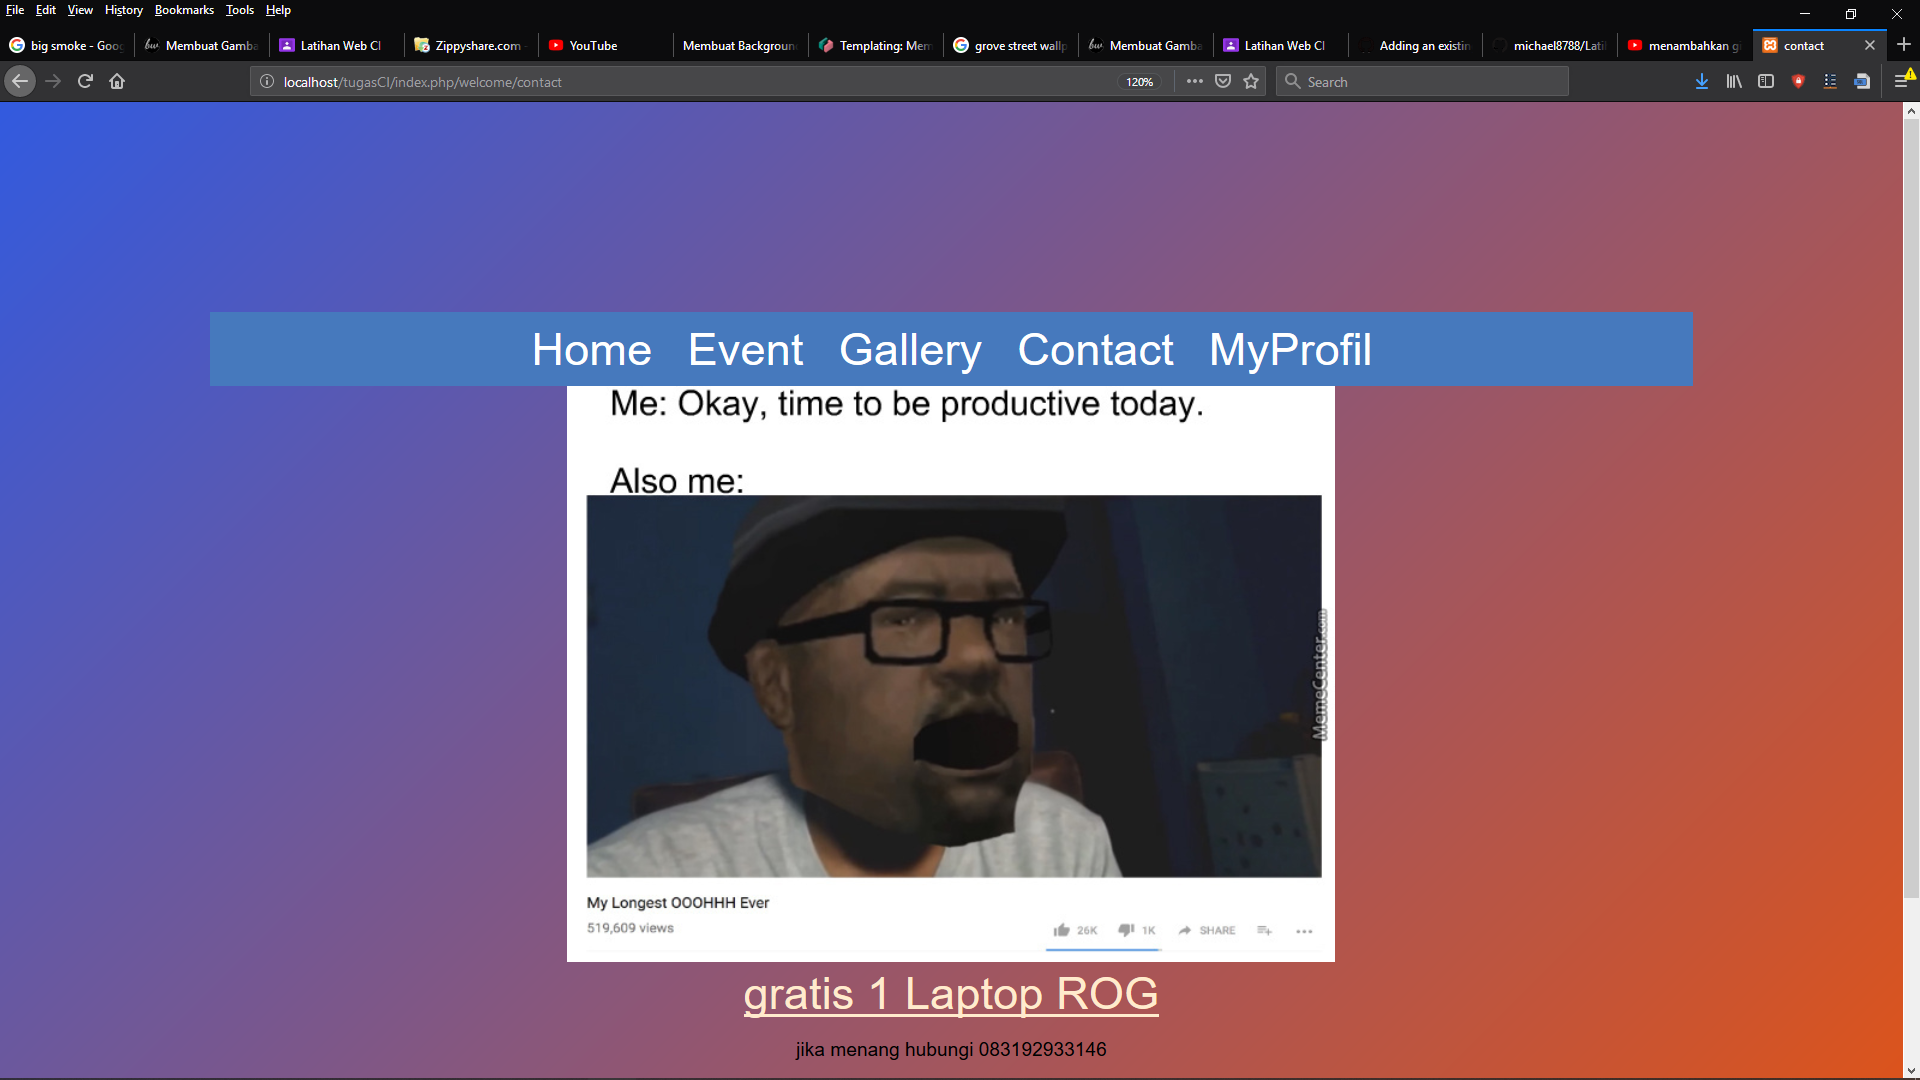 File Edit View History Bookmarks Tools Help
big smoke - Goo
Membuat Gamba
Latihan Web CI
Zippyshare.com
YouTube
Membuat Backgroun
Templating: Mem
grove street wallp
Membuat Gamba
Latihan Web CI
Adding an existin
michael8788/Lati
menambahkan gi
contact
localhost/tugasCI/index.php/welcome/contact
120%
Search
Home Event Gallery Contact MyProfil
Me: Okay, time to be productive today.
Also me:
MemeCenter.com
My Longest OOOHHH Ever
519,609 views
26K 1K SHARE
gratis 1 Laptop ROG
jika menang hubungi 083192933146